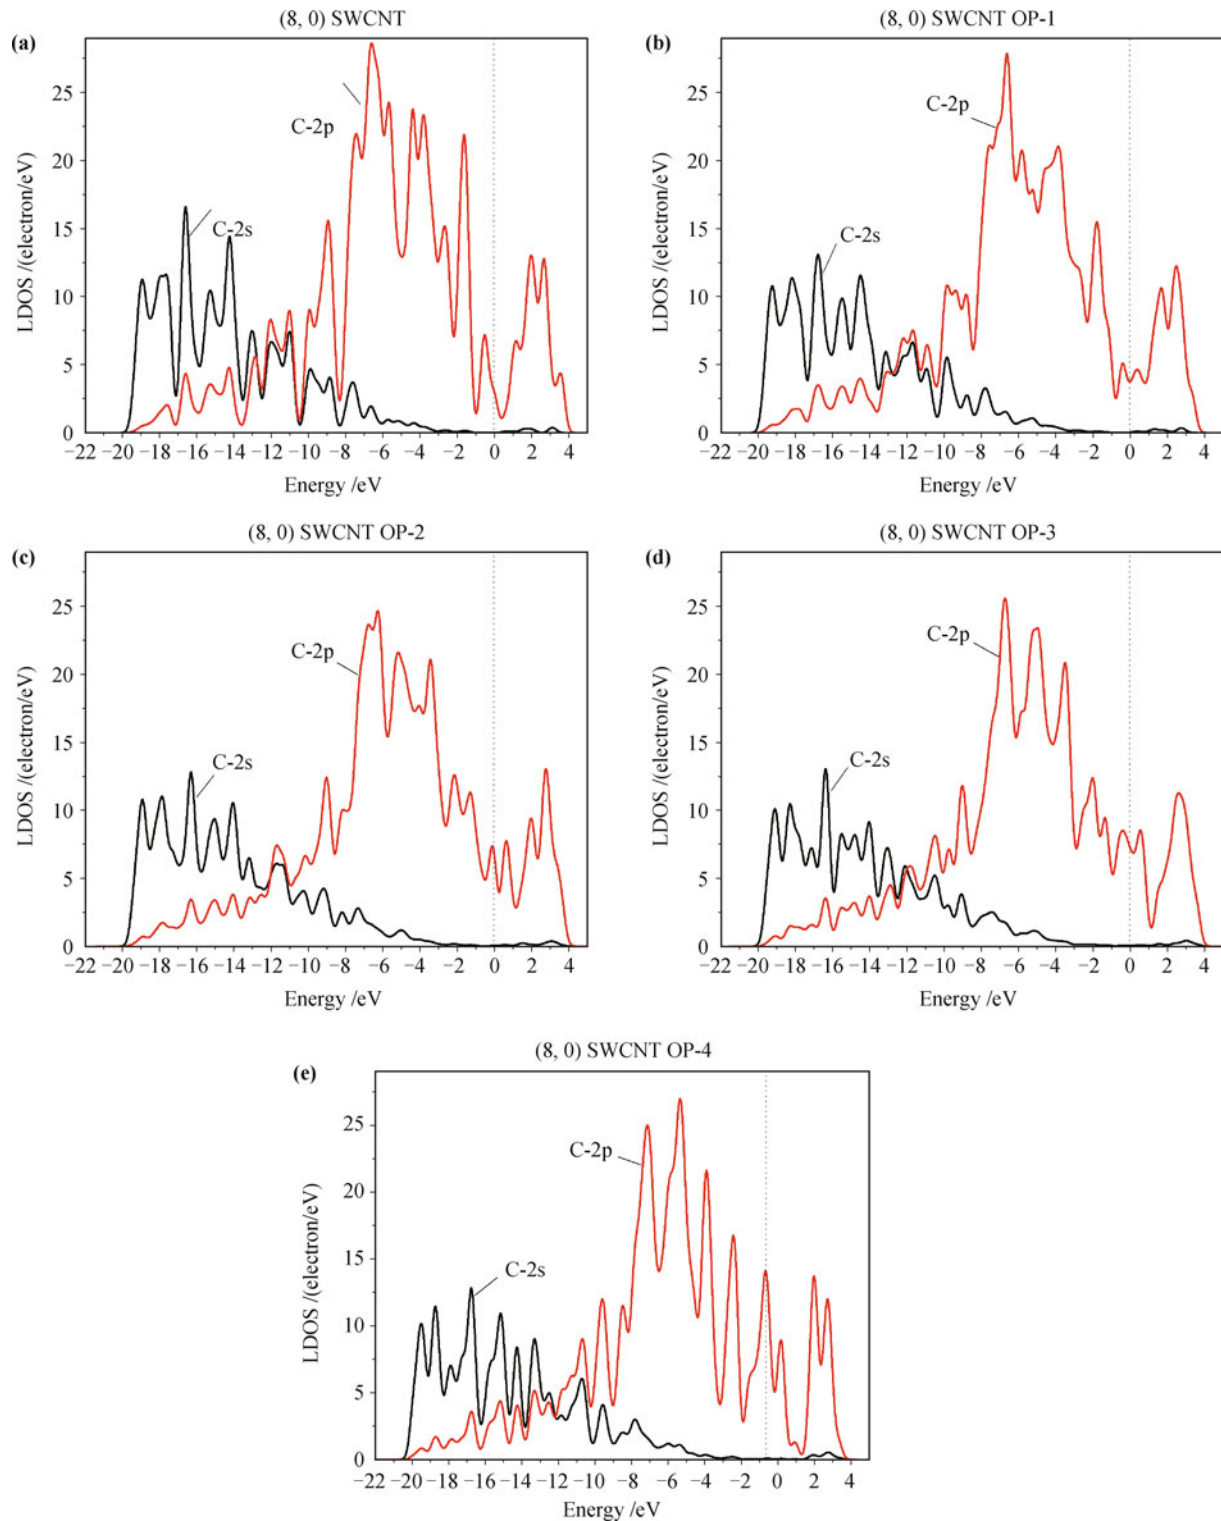 (8, 0) SWCNT
(a)
C-2p
C-2s
LDOS /(electron/eV)
25
20
15
10
5
0
−22 −20 −18 −16 −14 −12 −10 −8 −6 −4 −2 0 2 4
Energy /eV
(8, 0) SWCNT OP-1
(b)
C-2p
C-2s
LDOS /(electron/eV)
25
20
15
10
5
0
−22 −20 −18 −16 −14 −12 −10 −8 −6 −4 −2 0 2 4
Energy /eV
(8, 0) SWCNT OP-2
(c)
C-2p
C-2s
LDOS /(electron/eV)
25
20
15
10
5
0
−22 −20 −18 −16 −14 −12 −10 −8 −6 −4 −2 0 2 4
Energy /eV
(8, 0) SWCNT OP-3
(d)
C-2p
C-2s
LDOS /(electron/eV)
25
20
15
10
5
0
−22 −20 −18 −16 −14 −12 −10 −8 −6 −4 −2 0 2 4
Energy /eV
(8, 0) SWCNT OP-4
(e)
C-2p
C-2s
LDOS /(electron/eV)
25
20
15
10
5
0
−22 −20 −18 −16 −14 −12 −10 −8 −6 −4 −2 0 2 4
Energy /eV